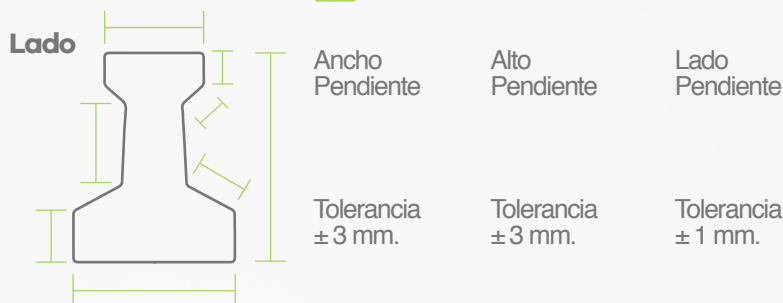 Lado
Ancho
Pendiente
Alto
Pendiente
Lado
Pendiente
Tolerancia
± 3 mm.
Tolerancia
± 3 mm.
Tolerancia
± 1 mm.